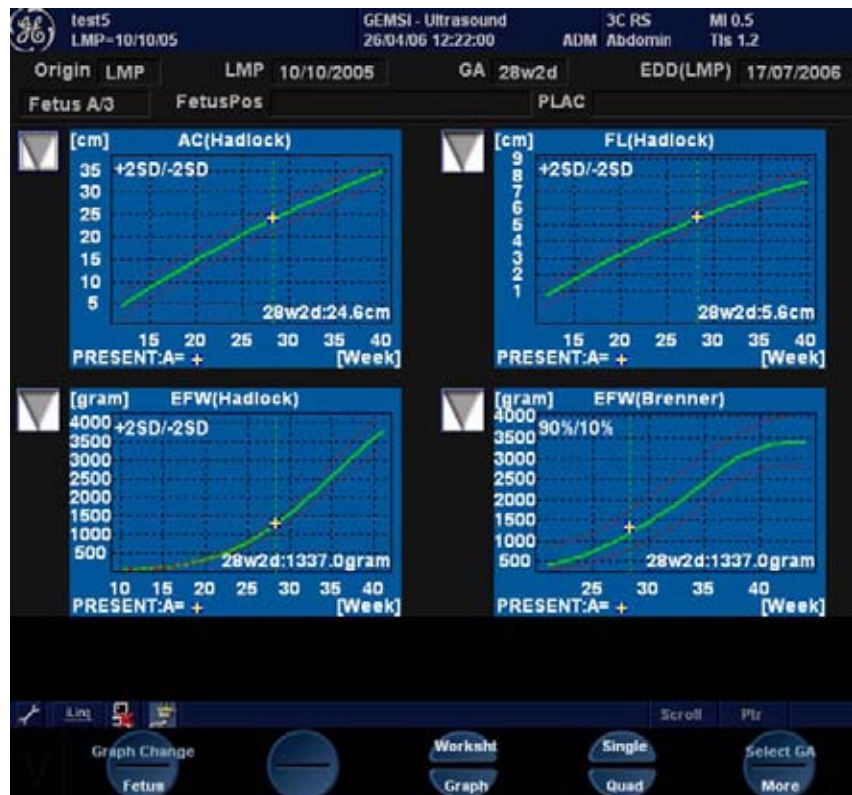 test5 GEMSI - Ultrasound 3C RS MI 0.5
LMP=10/10/05 26/04/06 12:22:00 ADM Abdomin TIs 1.2
Origin LMP LMP 10/10/2005 GA 28w2d EDD(LMP) 17/07/2006
Fetus A/3 FetusPos PLAC
[cm] AC(Hadlock)
+2SD/-2SD
35
30
25
20
15
10
5
28w2d:24.6cm
15 20 25 30 35 40
PRESENT:A= + [Week]
[cm] FL(Hadlock)
+2SD/-2SD
9
8
7
6
5
4
3
2
1
28w2d:5.6cm
15 20 25 30 35 40
PRESENT:A= + [Week]
[gram] EFW(Hadlock)
+2SD/-2SD
4000
3500
3000
2500
2000
1500
1000
500
28w2d:1337.0gram
10 15 20 25 30 35 40
PRESENT:A= + [Week]
[gram] EFW(Brenner)
90%/10%
4000
3500
3000
2500
2000
1500
1000
500
28w2d:1337.0gram
25 30 35 40
PRESENT:A= + [Week]
Scroll Ptr
Graph Change Worksht Single Select GA
Fetus Graph Quad More